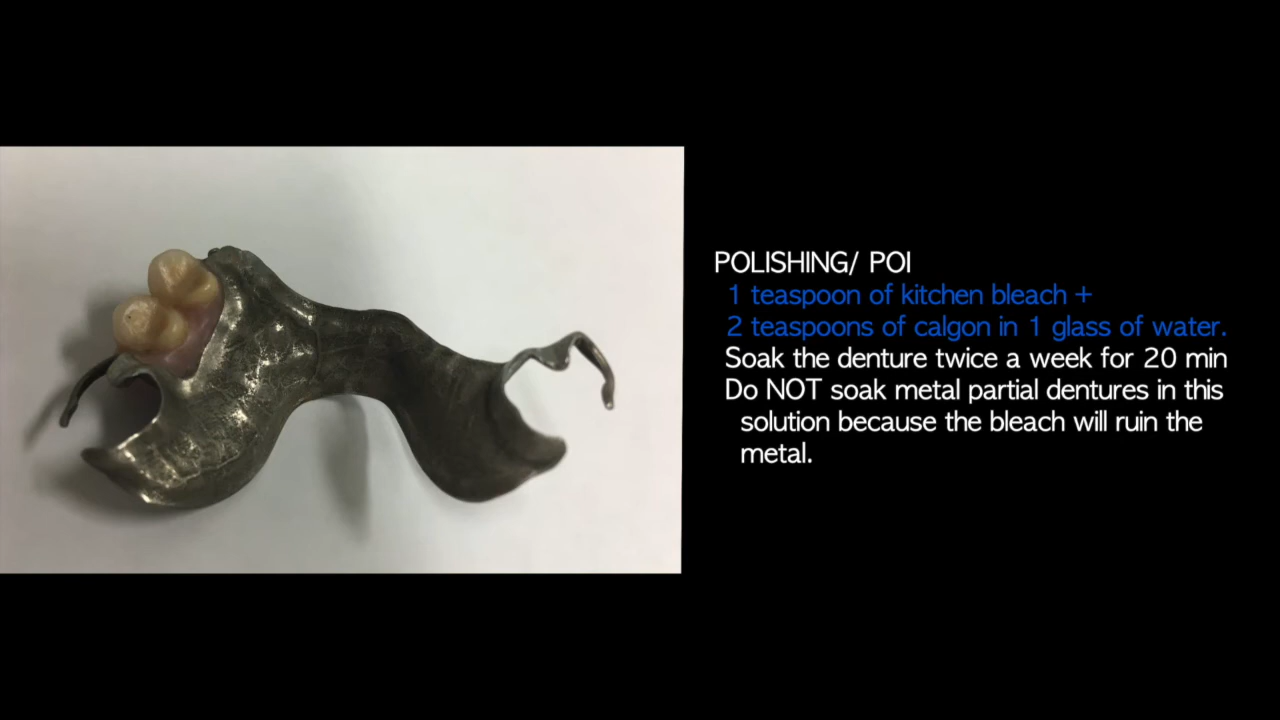 POLISHING/ POI
1 teaspoon of kitchen bleach +
2 teaspoons of calgon in 1 glass of water.
Soak the denture twice a week for 20 min
Do NOT soak metal partial dentures in this
solution because the bleach will ruin the
metal.